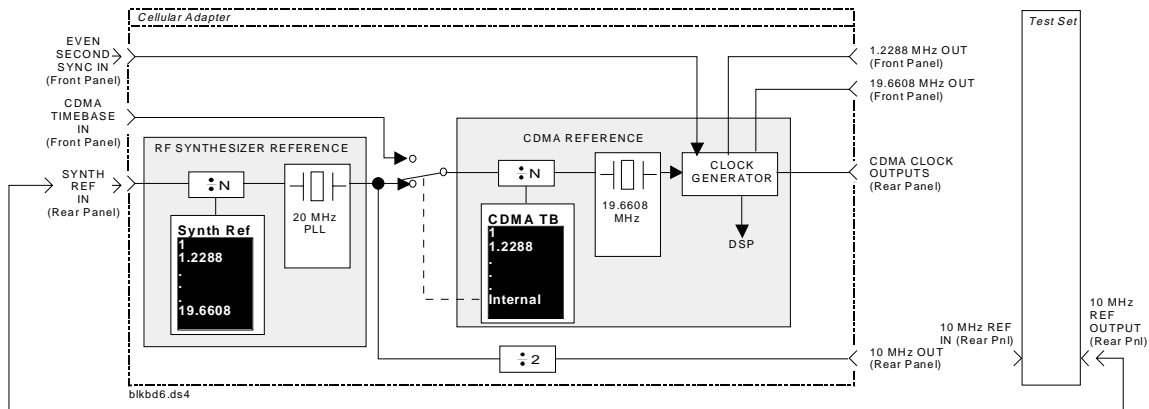 Cellular Adapter
Test Set
EVEN
SECOND
SYNC IN
(Front Panel)
CDMA
TIMEBASE
IN
(Front Panel)
SYNTH
REF
IN
(Rear Panel)
RF SYNTHESIZER REFERENCE
÷N
20 MHz
PLL
Synth Ref
1
1.2288
.
.
.
19.6608
CDMA REFERENCE
÷N
19.6608
MHz
CLOCK
GENERATOR
DSP
CDMA TB
1
1.2288
.
.
Internal
÷2
1.2288 MHz OUT
(Front Panel)
19.6608 MHz OUT
(Front Panel)
CDMA CLOCK
OUTPUTS
(Rear Panel)
10 MHz OUT
(Rear Panel)
10 MHz REF
IN (Rear Pnl)
10 MHz
REF
OUTPUT
(Rear Pnl)
blkbd6.ds4